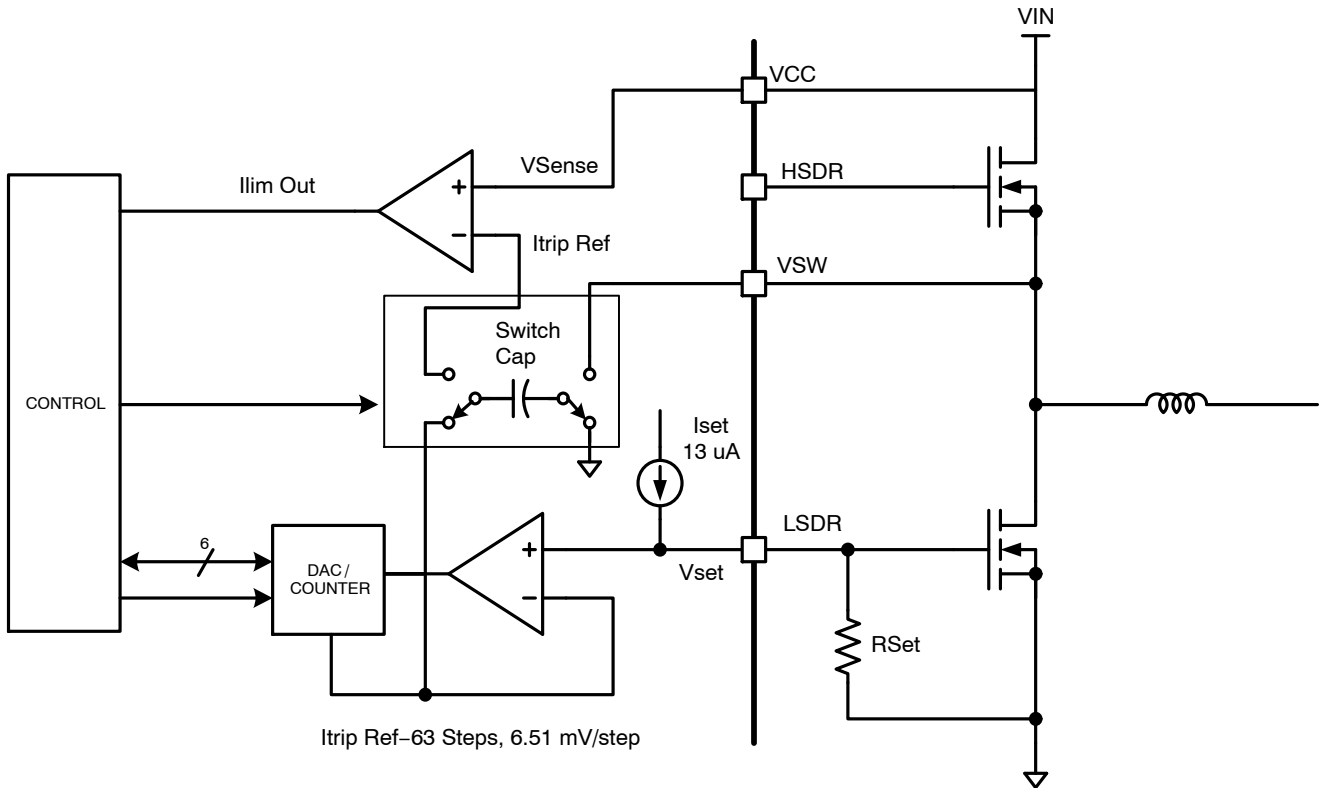 VIN
VCC
VSense
HSDR
Ilim Out
+
−
Itrip Ref
VSW
Switch
Cap
CONTROL
Iset
13 uA
LSDR
6
+
Vset
DAC/
COUNTER
−
RSet
Itrip Ref−63 Steps, 6.51 mV/step